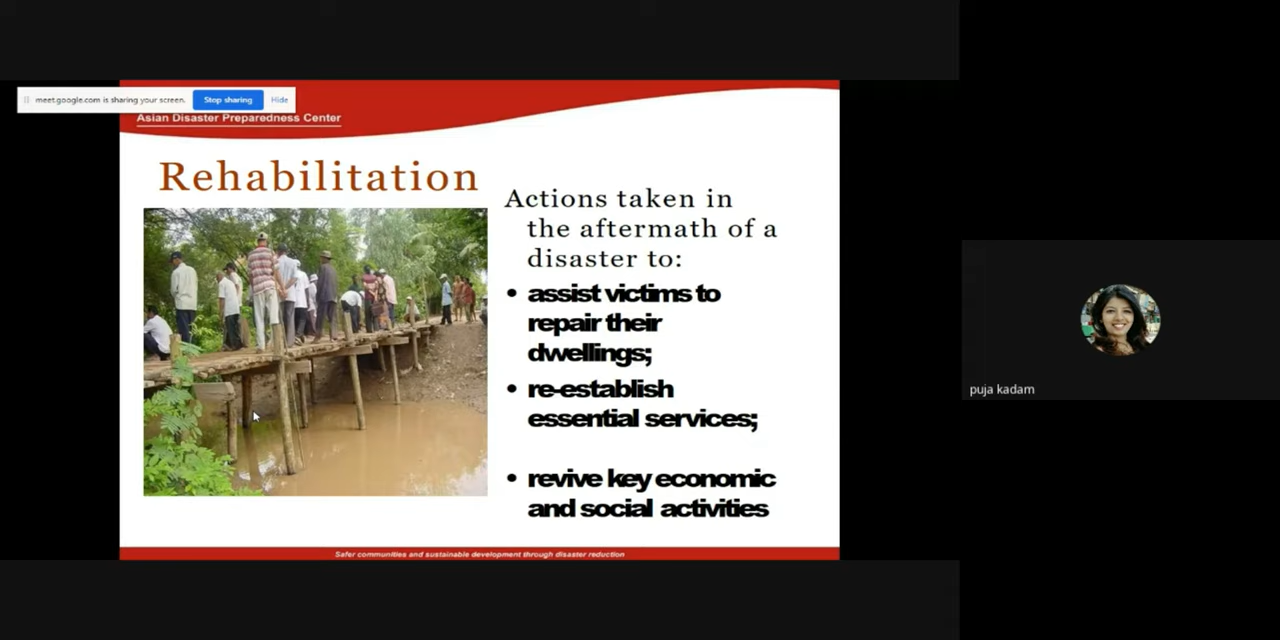 meet.google.com is sharing your screen.
Stop sharing
Hide
Asian Disaster Preparedness Center
Rehabilitation
Actions taken in
the aftermath of a
disaster to:
• assist victims to
repair their
dwellings;
• re-establish
essential services;
• revive key economic
and social activities
Safer communities and sustainable development through disaster reduction
puja kadam